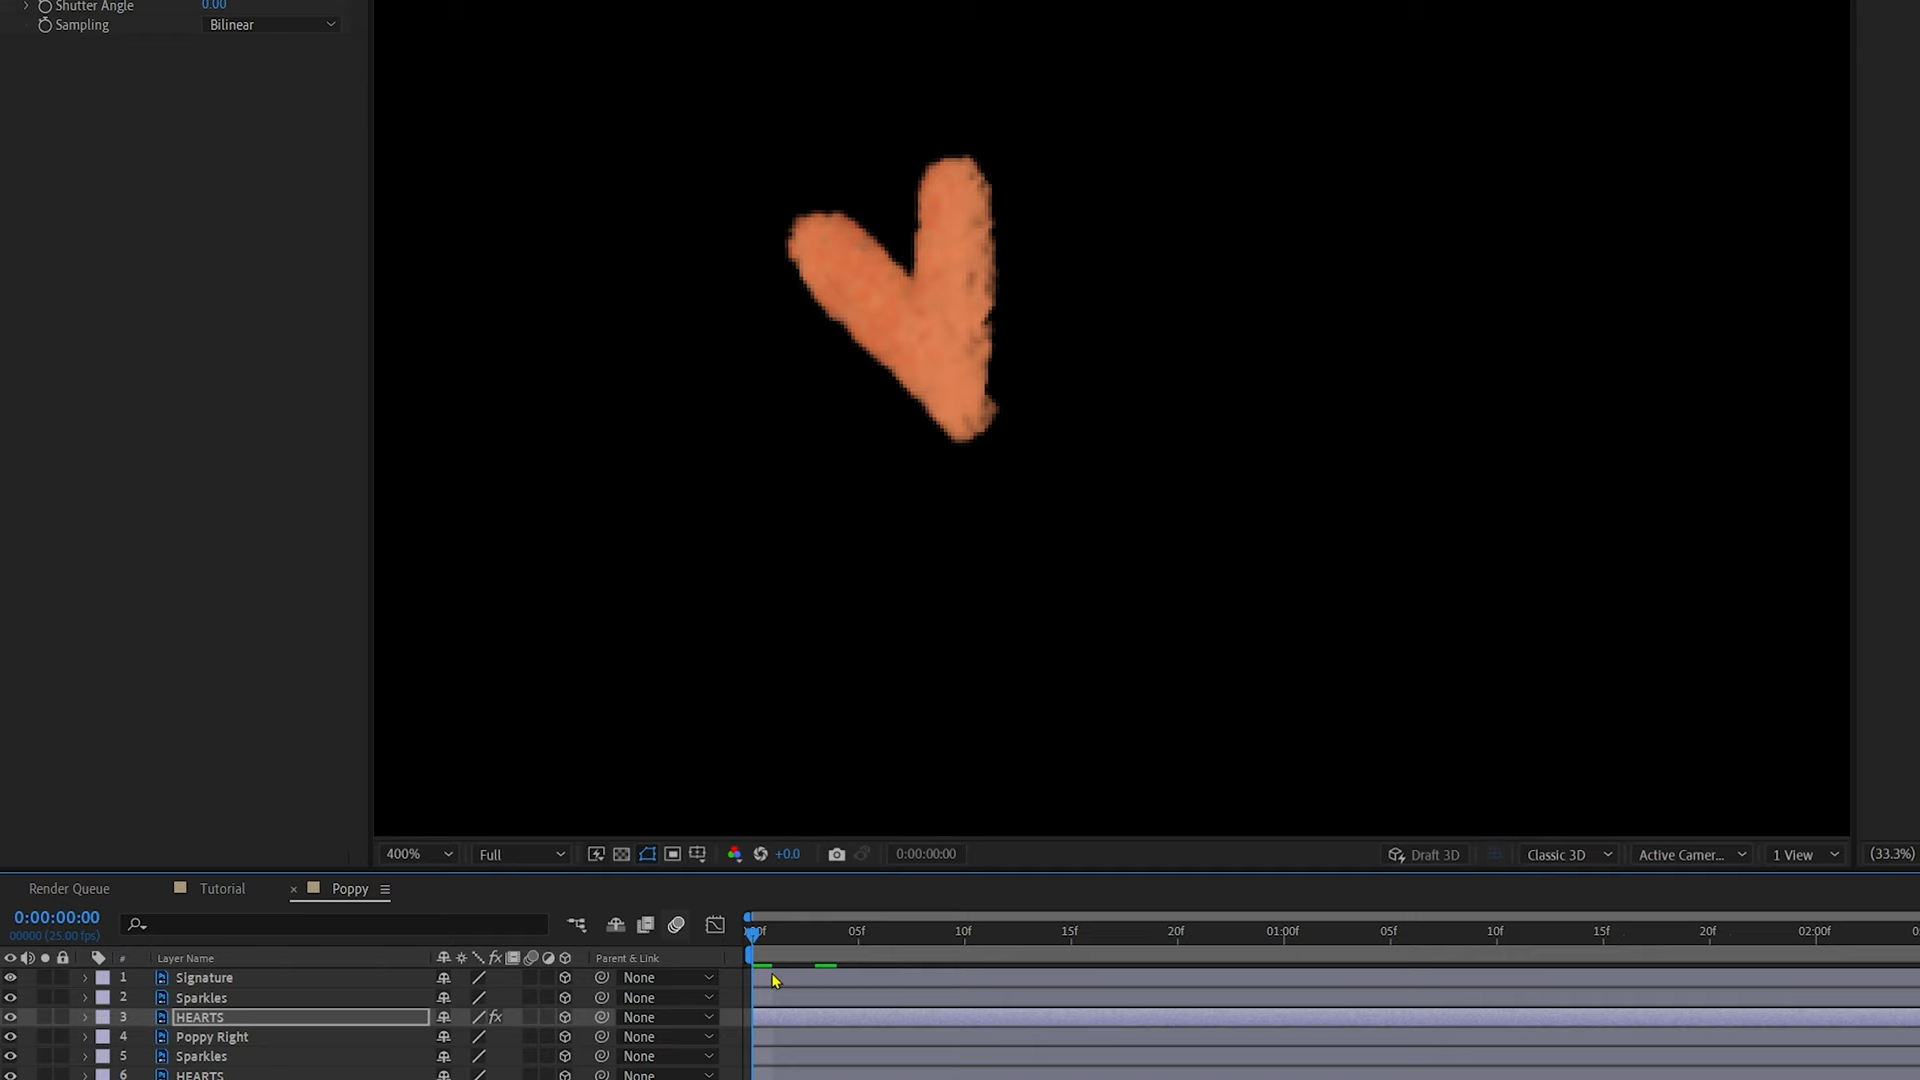 Shutter Angle 0.00
Sampling Bilinear
400% Full +0.0 0:00:00:00 Draft 3D Classic 3D Active Camer... 1 View (33.3%)
Render Queue Tutorial × Poppy
0:00:00:00
00000 (25.00 fps)
05f 10f 15f 20f 01:00f 05f 10f 15f 20f 02:00f
# Layer Name fx Parent & Link
1 Signature None
2 Sparkles None
3 HEARTS fx None
4 Poppy Right None
5 Sparkles None
6 HEARTS None